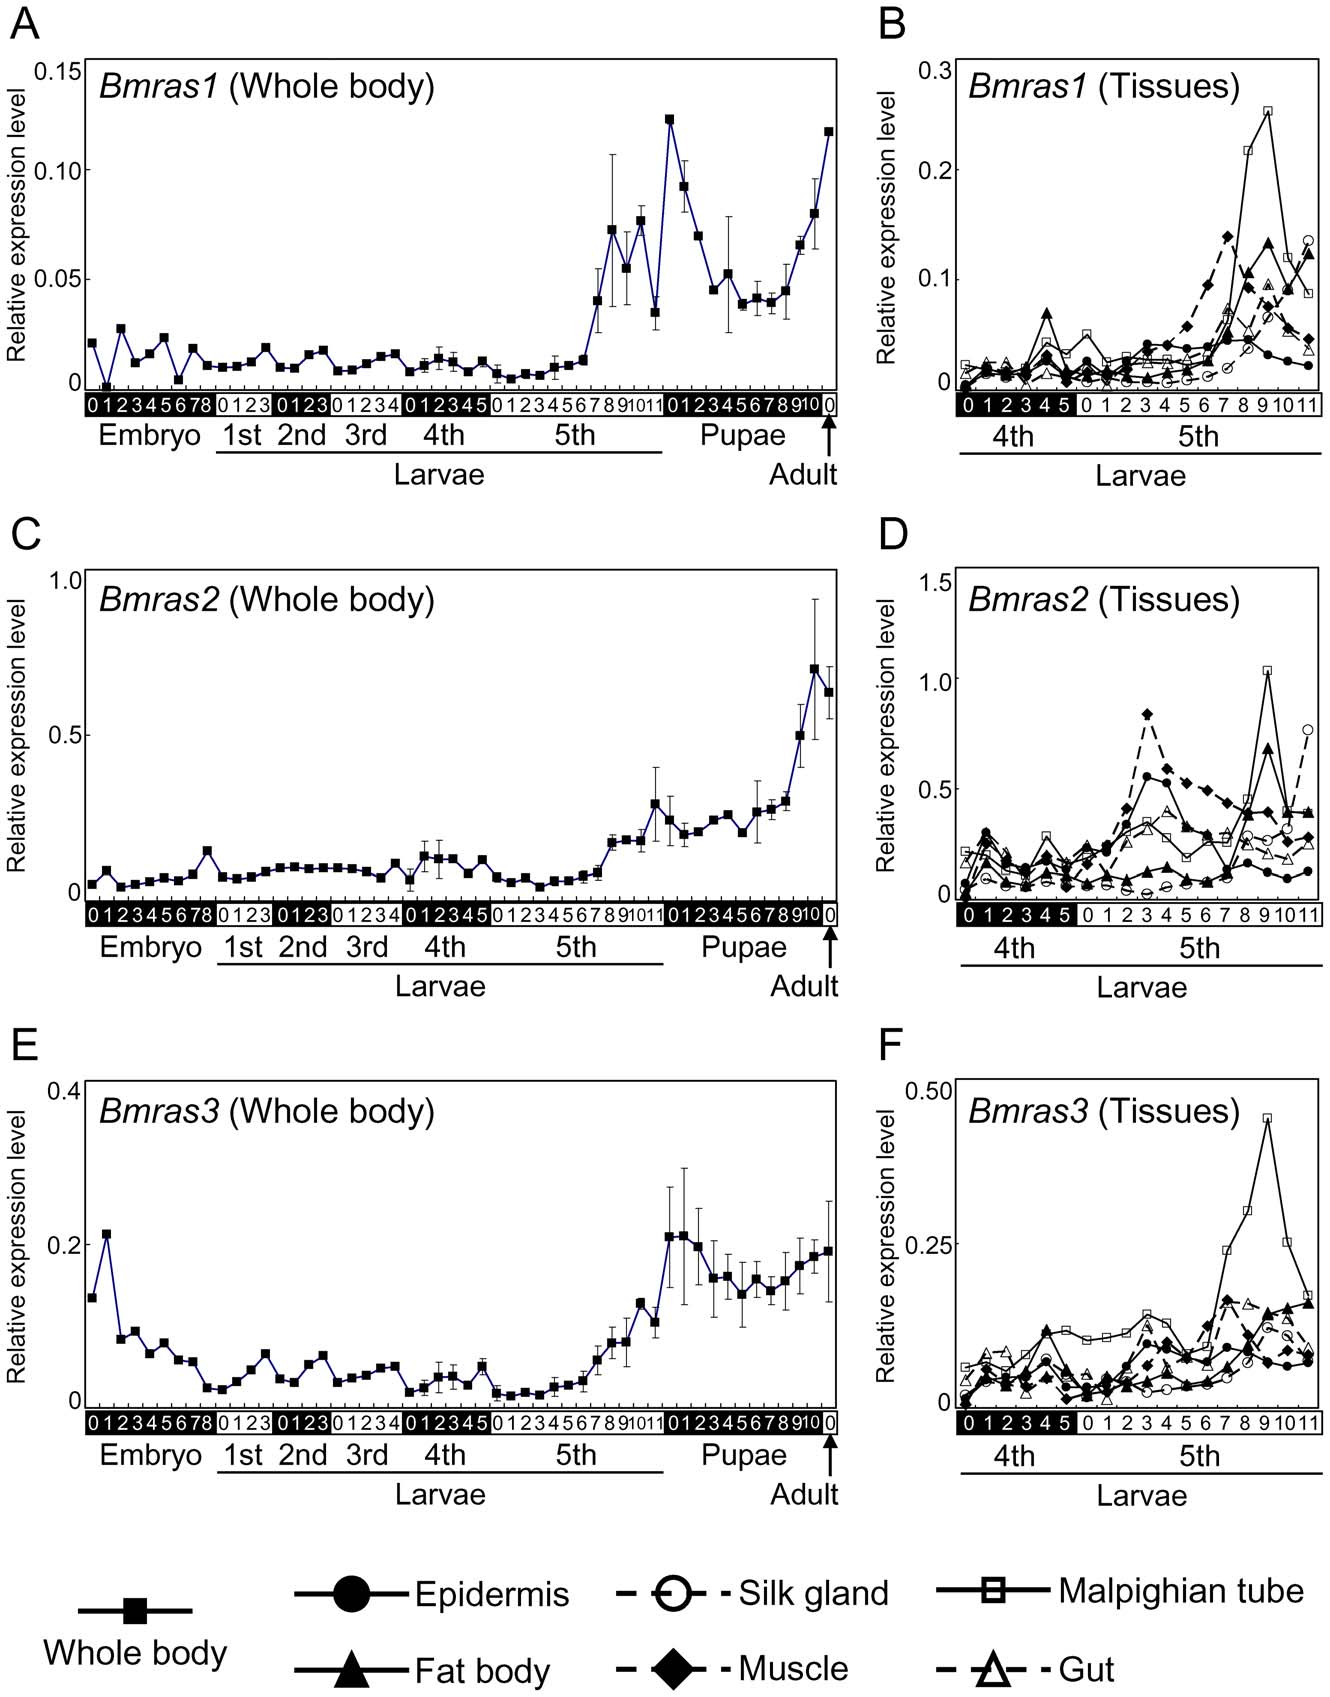 A
B
Relative expression level
0.15
0.10
0.05
0
Bmras1 (Whole body)
0 1 2 3 4 5 6 7 8 0 1 2 3 0 1 2 3 0 1 2 3 4 0 1 2 3 4 5 0 1 2 3 4 5 6 7 8 9 10 11 0 1 2 3 4 5 6 7 8 9 10 0
Embryo 1st 2nd 3rd 4th 5th Pupae
Larvae
Adult
Relative expression level
0.3
0.2
0.1
0
Bmras1 (Tissues)
0 1 2 3 4 5 0 1 2 3 4 5 6 7 8 9 10 11
4th 5th
Larvae
C
D
Relative expression level
1.0
0.5
0
Bmras2 (Whole body)
0 1 2 3 4 5 6 7 8 0 1 2 3 0 1 2 3 0 1 2 3 4 0 1 2 3 4 5 0 1 2 3 4 5 6 7 8 9 10 11 0 1 2 3 4 5 6 7 8 9 10 0
Embryo 1st 2nd 3rd 4th 5th Pupae
Larvae
Adult
Relative expression level
1.5
1.0
0.5
0
Bmras2 (Tissues)
0 1 2 3 4 5 0 1 2 3 4 5 6 7 8 9 10 11
4th 5th
Larvae
E
F
Relative expression level
0.4
0.2
0
Bmras3 (Whole body)
0 1 2 3 4 5 6 7 8 0 1 2 3 0 1 2 3 0 1 2 3 4 0 1 2 3 4 5 0 1 2 3 4 5 6 7 8 9 10 11 0 1 2 3 4 5 6 7 8 9 10 0
Embryo 1st 2nd 3rd 4th 5th Pupae
Larvae
Adult
Relative expression level
0.50
0.25
0
Bmras3 (Tissues)
0 1 2 3 4 5 0 1 2 3 4 5 6 7 8 9 10 11
4th 5th
Larvae
Whole body
Epidermis
Silk gland
Malpighian tube
Fat body
Muscle
Gut